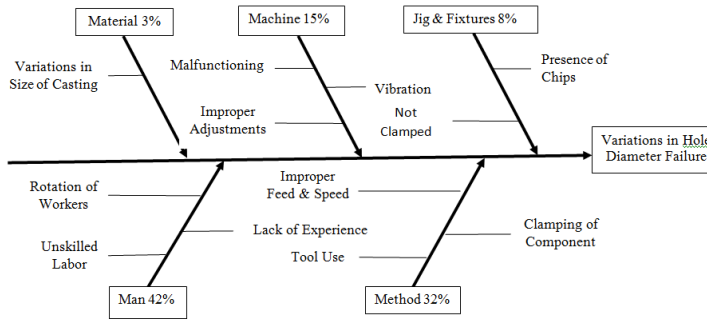 Material 3%
Machine 15%
Jig & Fixtures 8%
Variations in
Size of Casting
Malfunctioning
Improper
Adjustments
Vibration
Not
Clamped
Presence of
Chips
Variations in Hole
Diameter Failure
Rotation of
Workers
Unskilled
Labor
Lack of Experience
Improper
Feed & Speed
Tool Use
Clamping of
Component
Man 42%
Method 32%